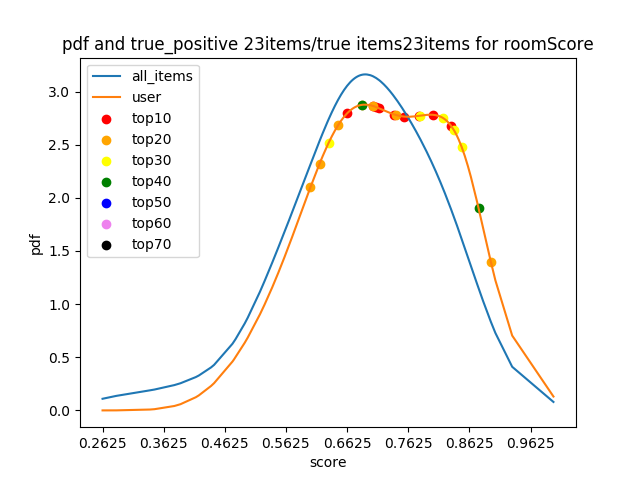 pdf and true_positive 23items/true items23items for roomScore
all_items
user
top10
top20
top30
top40
top50
top60
top70
pdf
3.0
2.5
2.0
1.5
1.0
0.5
0.0
0.2625 0.3625 0.4625 0.5625 0.6625 0.7625 0.8625 0.9625
score